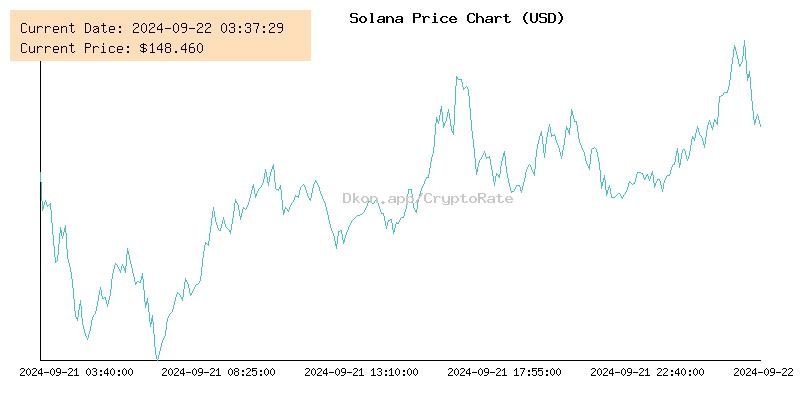 Solana Price Chart (USD)
Current Date: 2024-09-22 03:37:29
Current Price: $148.460
Dkop.app/CryptoRate
2024-09-21 03:40:00 2024-09-21 08:25:00 2024-09-21 13:10:00 2024-09-21 17:55:00 2024-09-21 22:40:00 2024-09-22